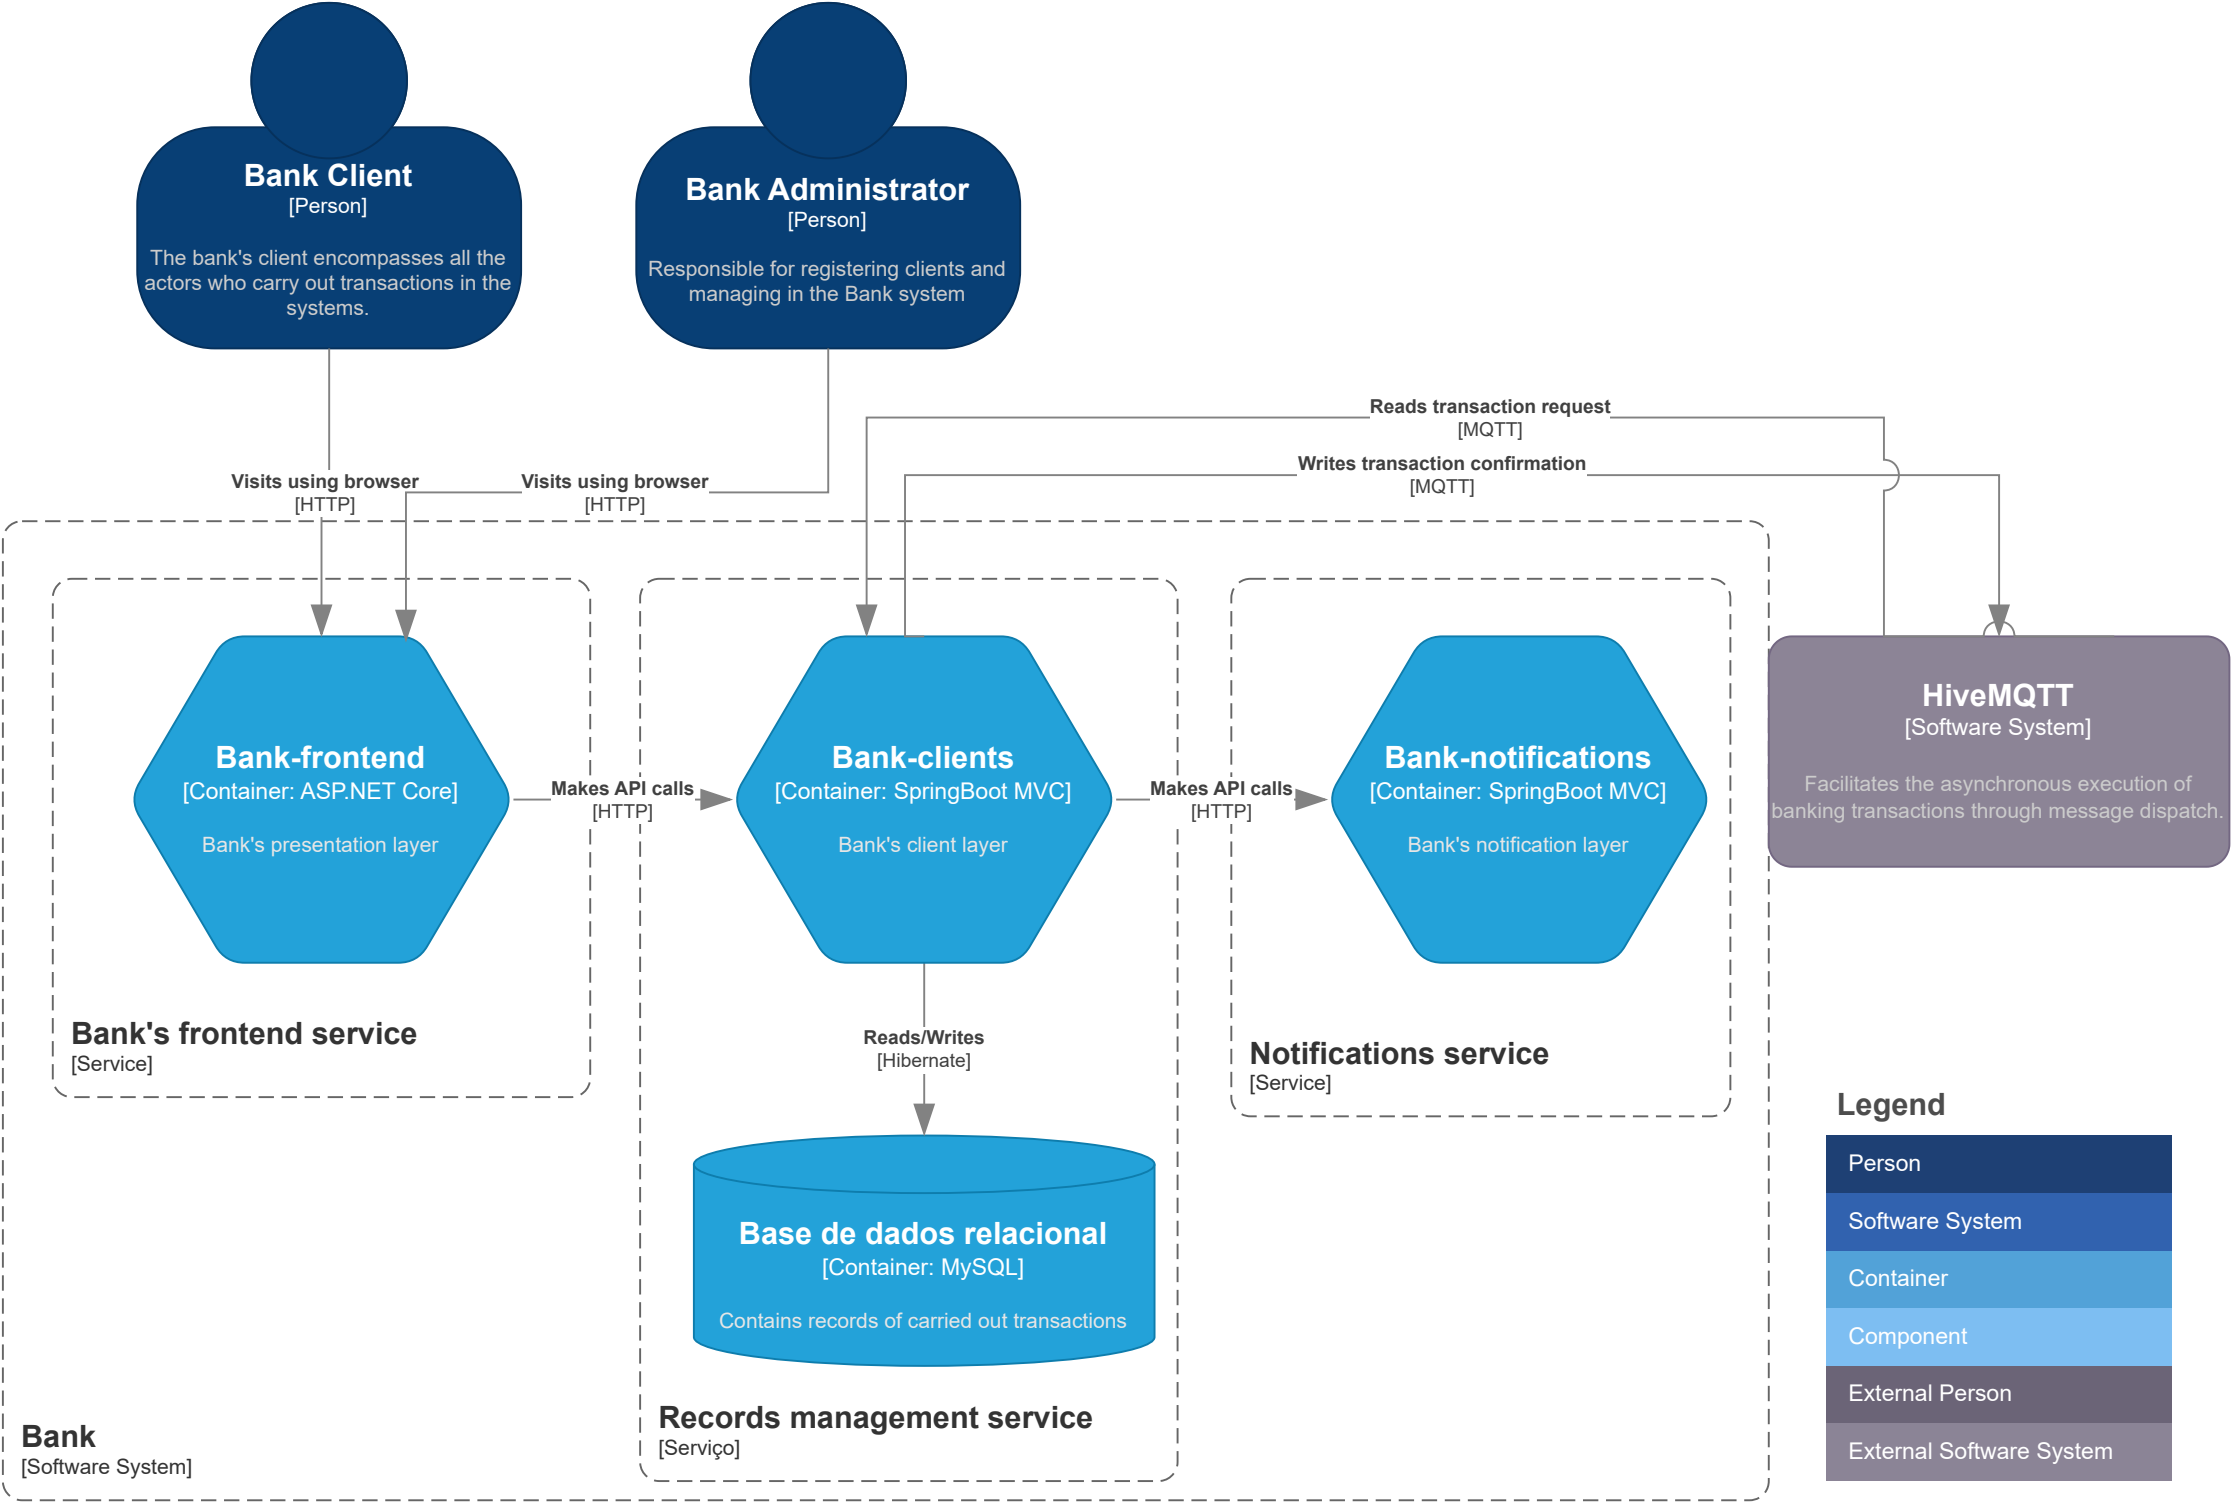 Bank Client
[Person]
The bank's client encompasses all the
actors who carry out transactions in the
systems.
Bank Administrator
[Person]
Responsible for registering clients and
managing in the Bank system
Reads transaction request
[MQTT]
Writes transaction confirmation
[MQTT]
Visits using browser
[HTTP]
Visits using browser
[HTTP]
Bank-frontend
[Container: ASP.NET Core]
Bank's presentation layer
Makes API calls
[HTTP]
Bank-clients
[Container: SpringBoot MVC]
Bank's client layer
Makes API calls
[HTTP]
Bank-notifications
[Container: SpringBoot MVC]
Bank's notification layer
HiveMQTT
[Software System]
Facilitates the asynchronous execution of
banking transactions through message dispatch.
Bank's frontend service
[Service]
Reads/Writes
[Hibernate]
Notifications service
[Service]
Base de dados relacional
[Container: MySQL]
Contains records of carried out transactions
Records management service
[Serviço]
Bank
[Software System]
Legend
Person
Software System
Container
Component
External Person
External Software System